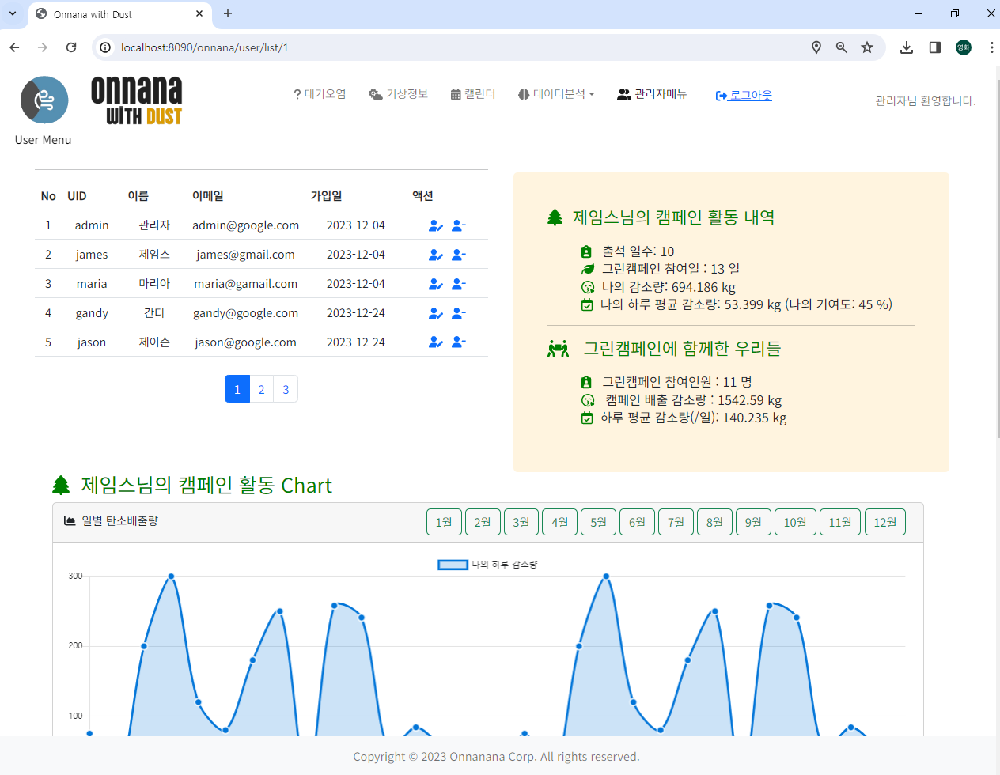 Onnana with Dust
localhost:8090/onnana/user/list/1
영화
onnana
WITH DUST
? 대기오염
기상정보
캘린더
데이터분석
관리자메뉴
로그아웃
관리자님 환영합니다.
User Menu
No UID 이름 이메일 가입일 액션
1 admin 관리자 admin@google.com 2023-12-04
2 james 제임스 james@gmail.com 2023-12-04
3 maria 마리아 maria@gamail.com 2023-12-04
4 gandy 간디 gandy@google.com 2023-12-24
5 jason 제이슨 jason@google.com 2023-12-24
1 2 3
제임스님의 캠페인 활동 내역
출석 일수: 10
그린캠페인 참여일 : 13 일
나의 감소량: 694.186 kg
나의 하루 평균 감소량: 53.399 kg (나의 기여도: 45 %)
그린캠페인에 함께한 우리들
그린캠페인 참여인원 : 11 명
캠페인 배출 감소량 : 1542.59 kg
하루 평균 감소량(/일): 140.235 kg
제임스님의 캠페인 활동 Chart
일별 탄소배출량
1월 2월 3월 4월 5월 6월 7월 8월 9월 10월 11월 12월
나의 하루 감소량
300
200
100
Copyright © 2023 Onnanana Corp. All rights reserved.